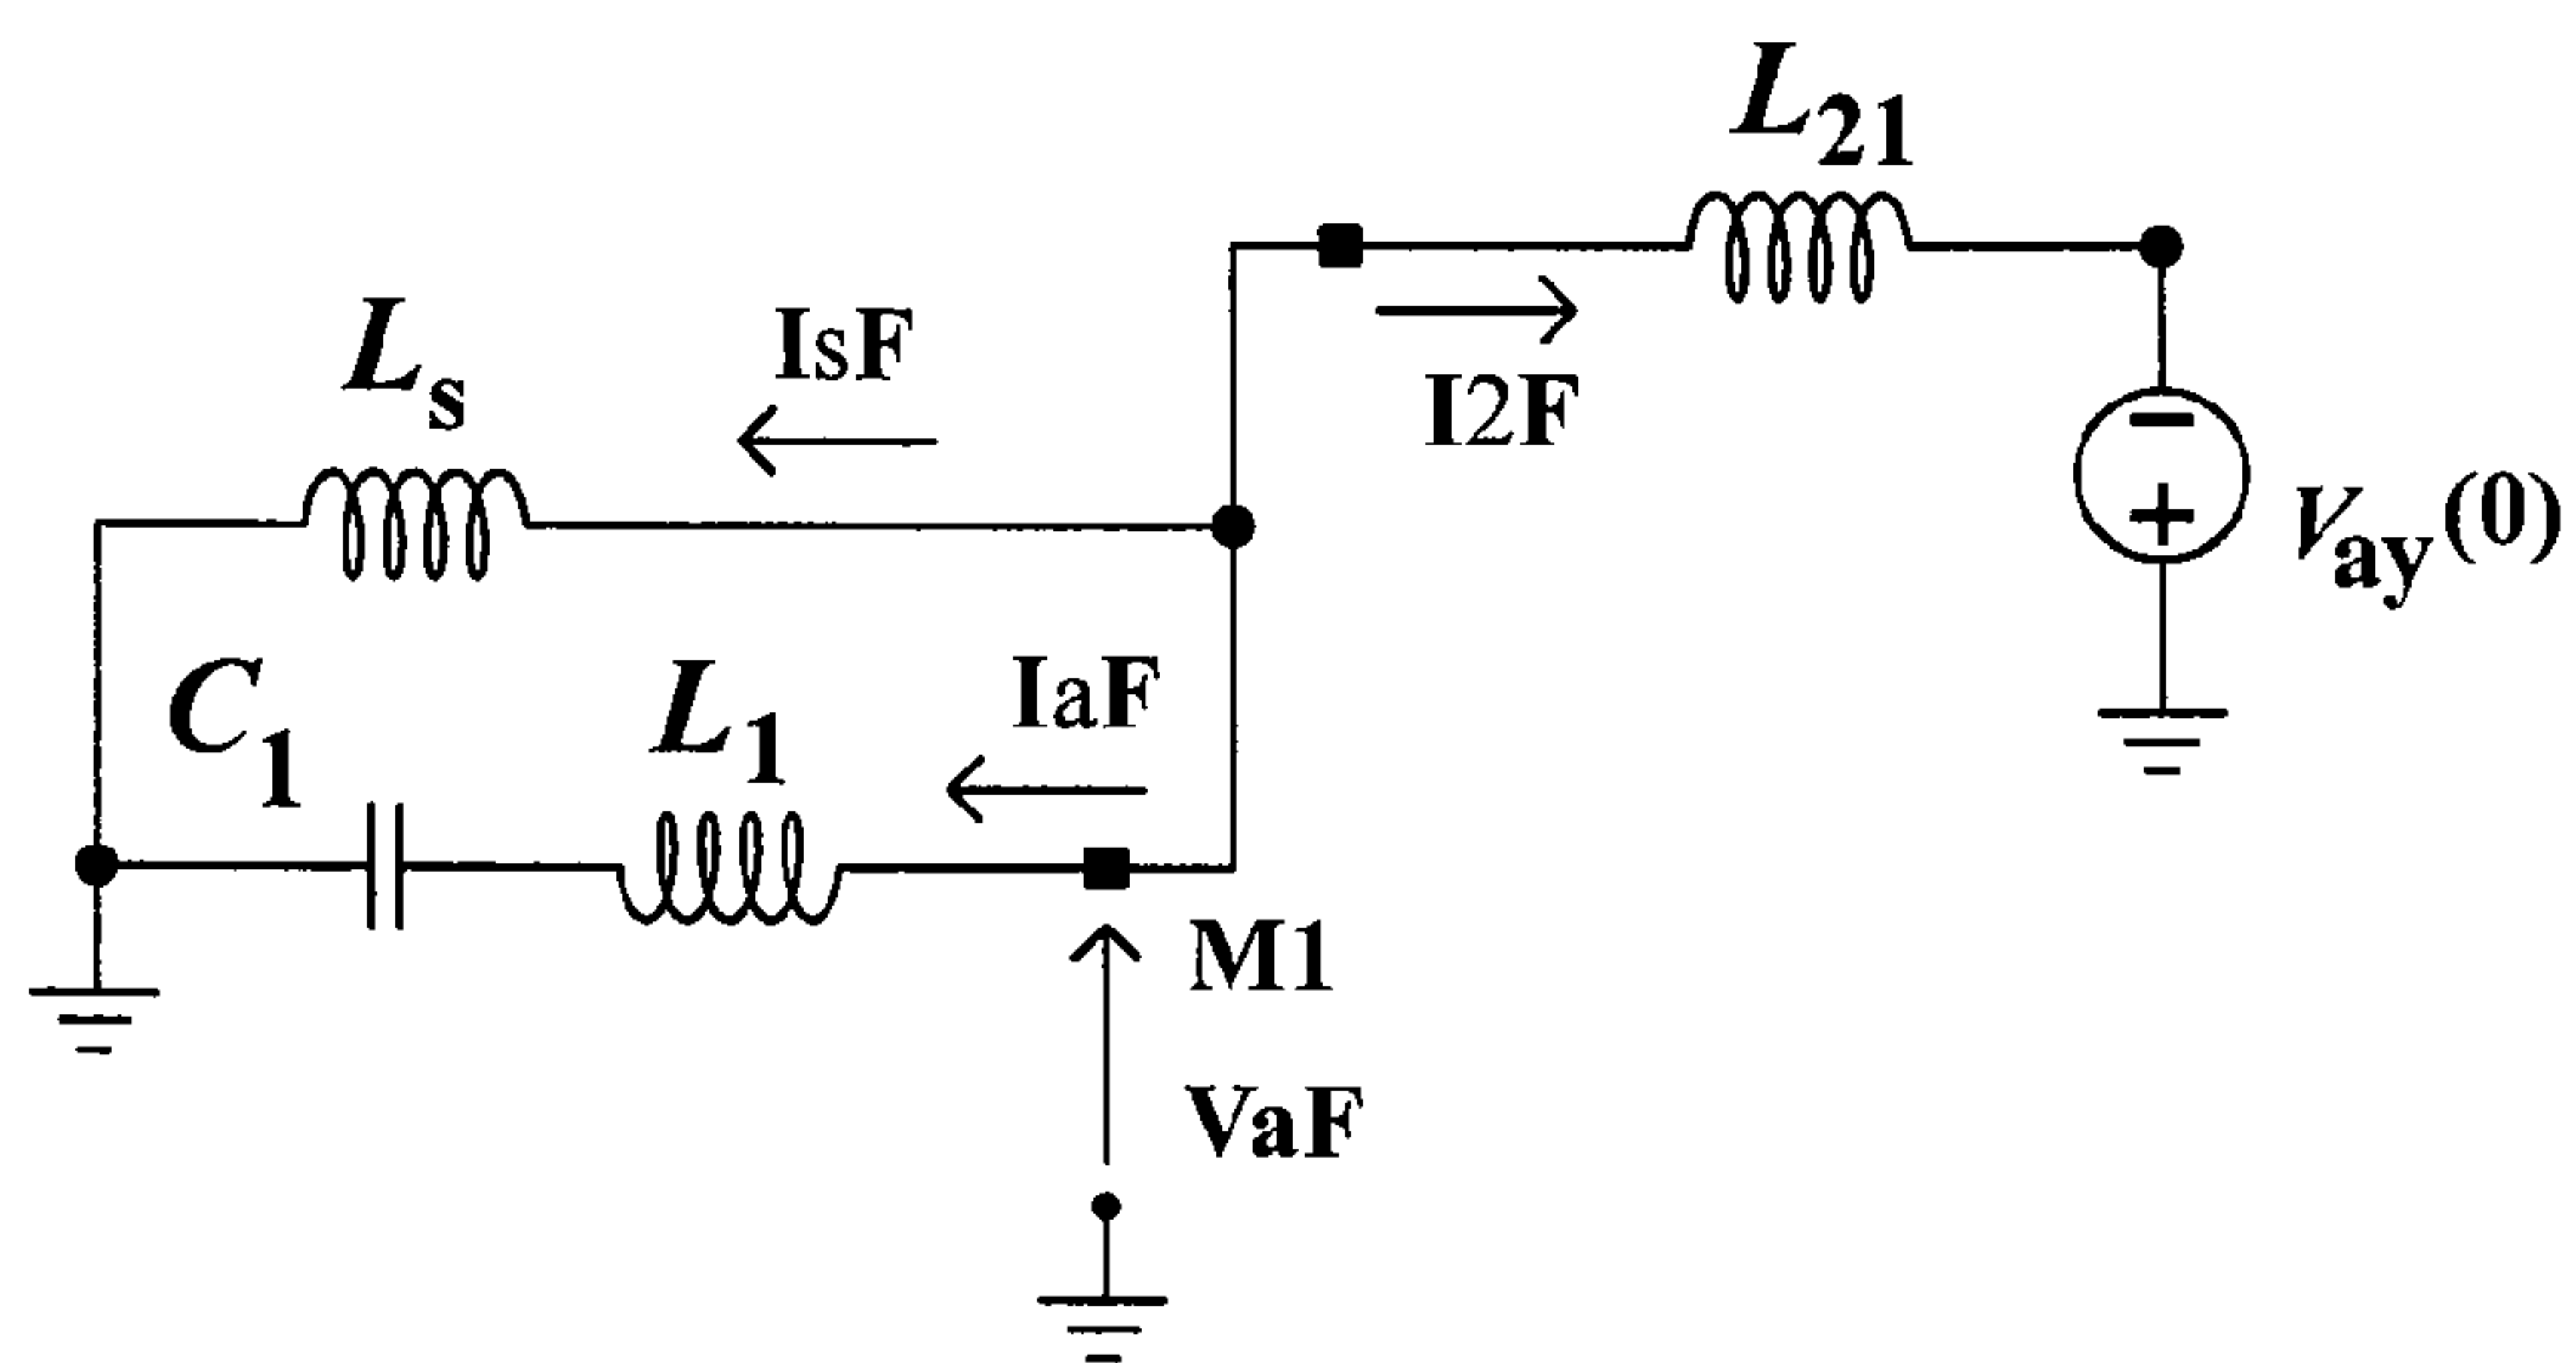 L21
Ls
IsF
I2F
−
+
Vay(0)
C1
L1
IaF
M1
VaF